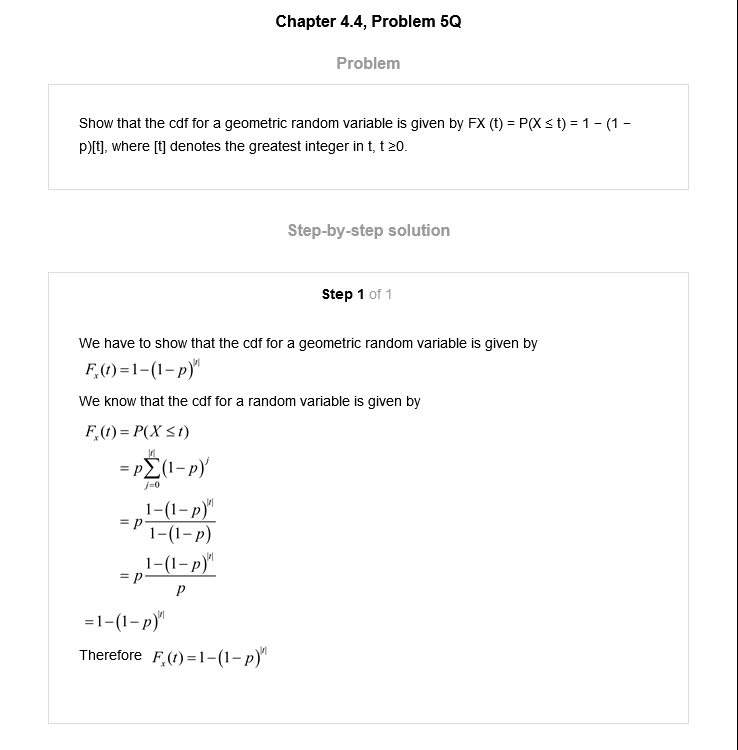 Chapter 4.4, Problem 5Q
Problem
Show that the cdf for a geometric random variable is given by FX (t) = P(X ≤ t) = 1 − (1 −
p)[t], where [t] denotes the greatest integer in t, t ≥0.
Step-by-step solution
Step 1 of 1
We have to show that the cdf for a geometric random variable is given by
F_x(t) = 1−(1−p)^{|t|}
We know that the cdf for a random variable is given by
F_x(t) = P(X ≤ t)
= p∑_{j=0}^{|t|}(1−p)^j
= p \frac{1−(1−p)^{|t|}}{1−(1−p)}
= p \frac{1−(1−p)^{|t|}}{p}
= 1−(1−p)^{|t|}
Therefore F_x(t) = 1−(1−p)^{|t|}